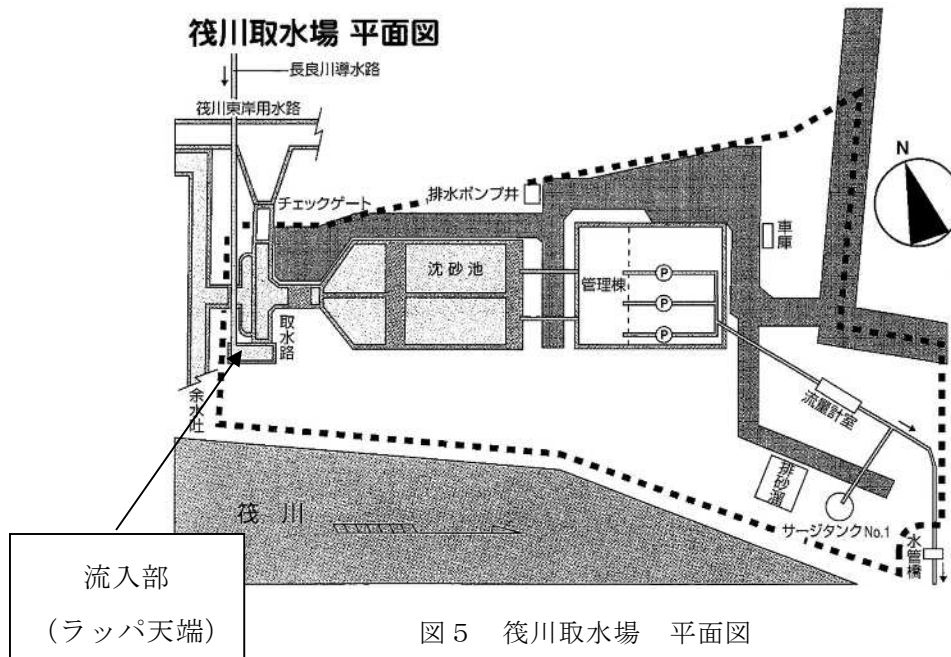 筏川取水場 平面図
長良川導水路
筏川東岸用水路
チェックゲート
排水ポンプ井
N
車庫
沈砂池
管理棟
P
P
P
取水路
余水吐
流量計室
排砂溜
サージタンクNo.1
水管橋
筏川
流入部
（ラッパ天端）
図5 筏川取水場 平面図